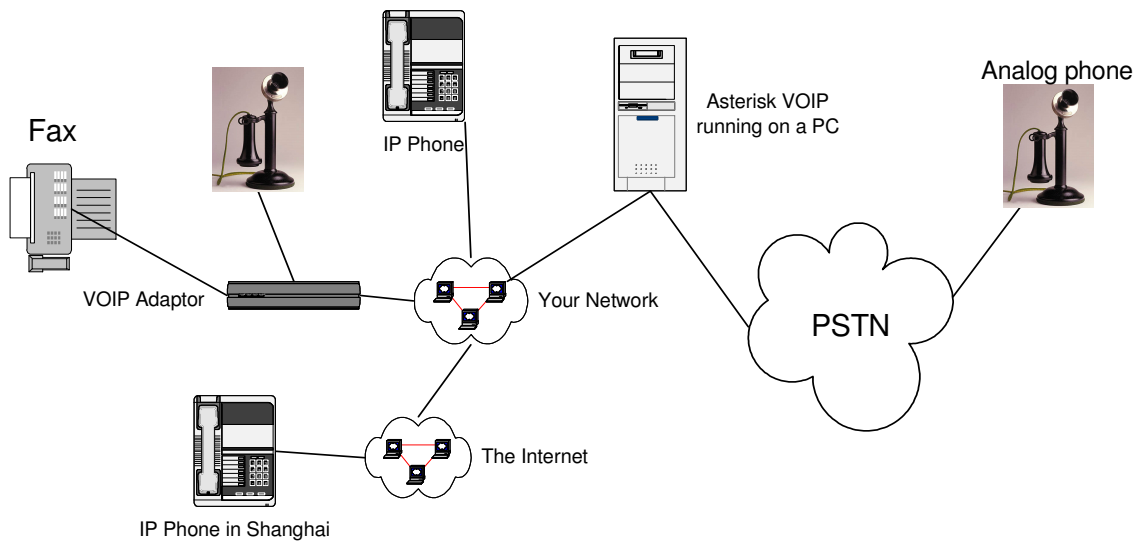 Analog phone
Asterisk VOIP
running on a PC
Fax
IP Phone
VOIP Adaptor
Your Network
PSTN
The Internet
IP Phone in Shanghai